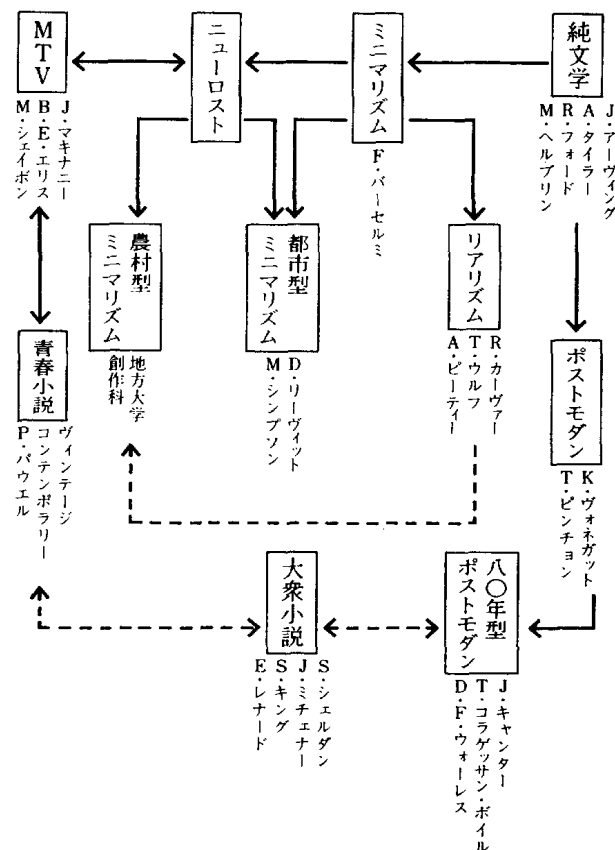 純文学
J・アーヴィング
A・タイラー
R・フォード
M・ヘルプリン
ミニマリズム
F・バーセルミ
ニューロスト
MTV
J・マキナニー
B・E・エリス
M・シェイボン
リアリズム
R・カーヴァー
T・ウルフ
A・ビーティー
都市型
ミニマリズム
D・リーヴィット
M・シンプソン
農村型
ミニマリズム
地方大学
創作科
青春小説
ヴィンテージ
コンテンポラリー
P・パウエル
ポストモダン
K・ヴォネガット
T・ピンチョン
八〇年型
ポストモダン
J・キャンター
T・コラゲッサン・ボイル
D・F・ウォーレス
大衆小説
S・シェルダン
J・ミチェナー
S・キング
E・レナード